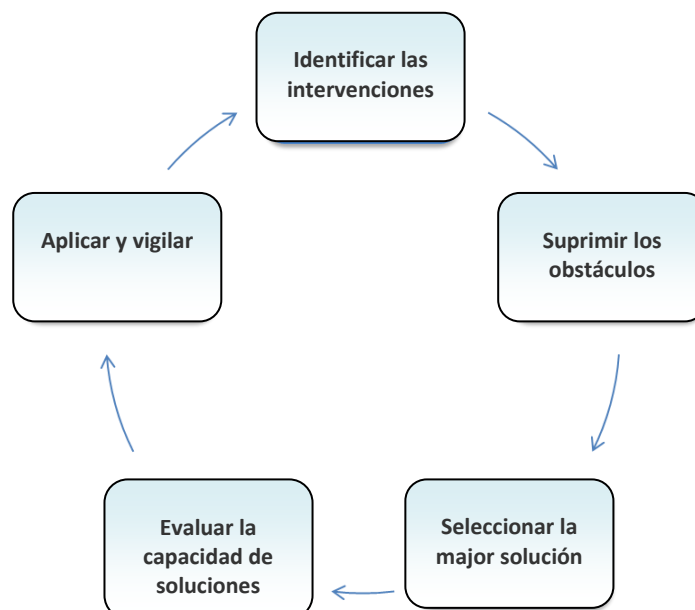 Identificar las
intervenciones
Suprimir los
obstáculos
Seleccionar la
major solución
Evaluar la
capacidad de
soluciones
Aplicar y vigilar